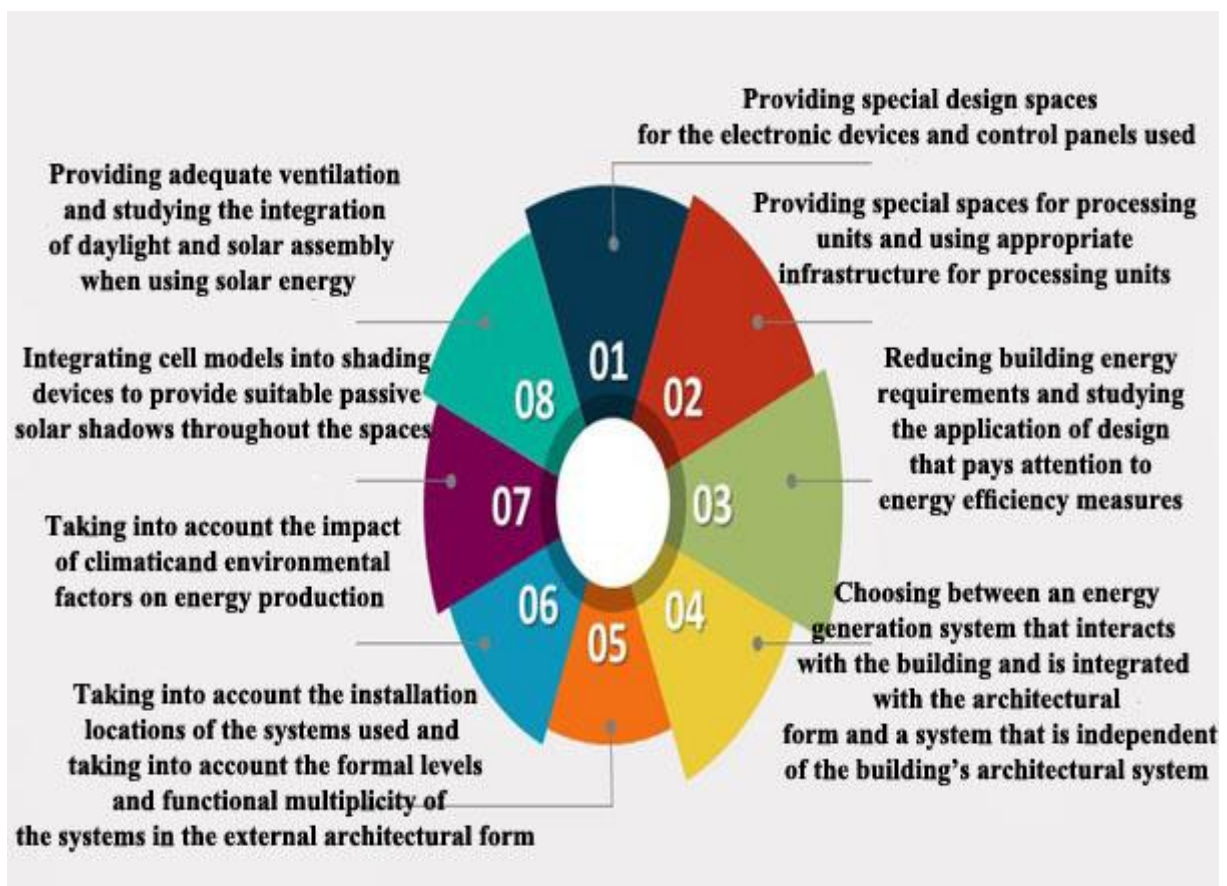 Providing special design spaces
for the electronic devices and control panels used
Providing special spaces for processing
units and using appropriate
infrastructure for processing units
Reducing building energy
requirements and studying
the application of design
that pays attention to
energy efficiency measures
Choosing between an energy
generation system that interacts
with the building and is integrated
with the architectural
form and a system that is independent
of the building’s architectural system
Taking into account the installation
locations of the systems used and
taking into account the formal levels
and functional multiplicity of
the systems in the external architectural form
Taking into account the impact
of climaticand environmental
factors on energy production
Integrating cell models into shading
devices to provide suitable passive
solar shadows throughout the spaces
Providing adequate ventilation
and studying the integration
of daylight and solar assembly
when using solar energy
01
02
03
04
05
06
07
08